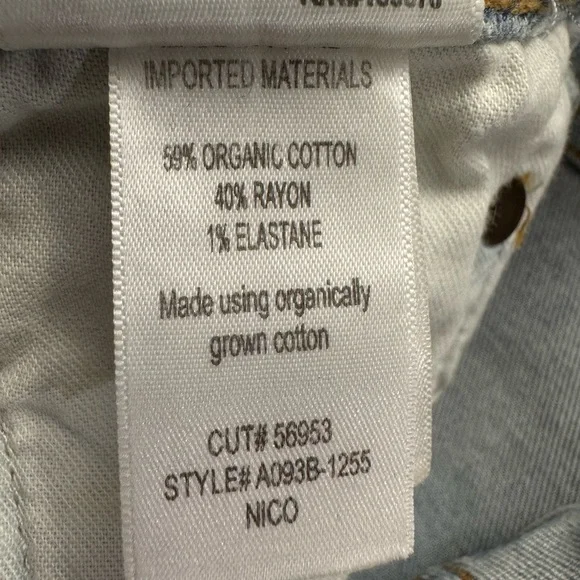 IMPORTED MATERIALS
59% ORGANIC COTTON
40% RAYON
1% ELASTANE
Made using organically
grown cotton
CUT# 56953
STYLE# A093B-1255
NICO